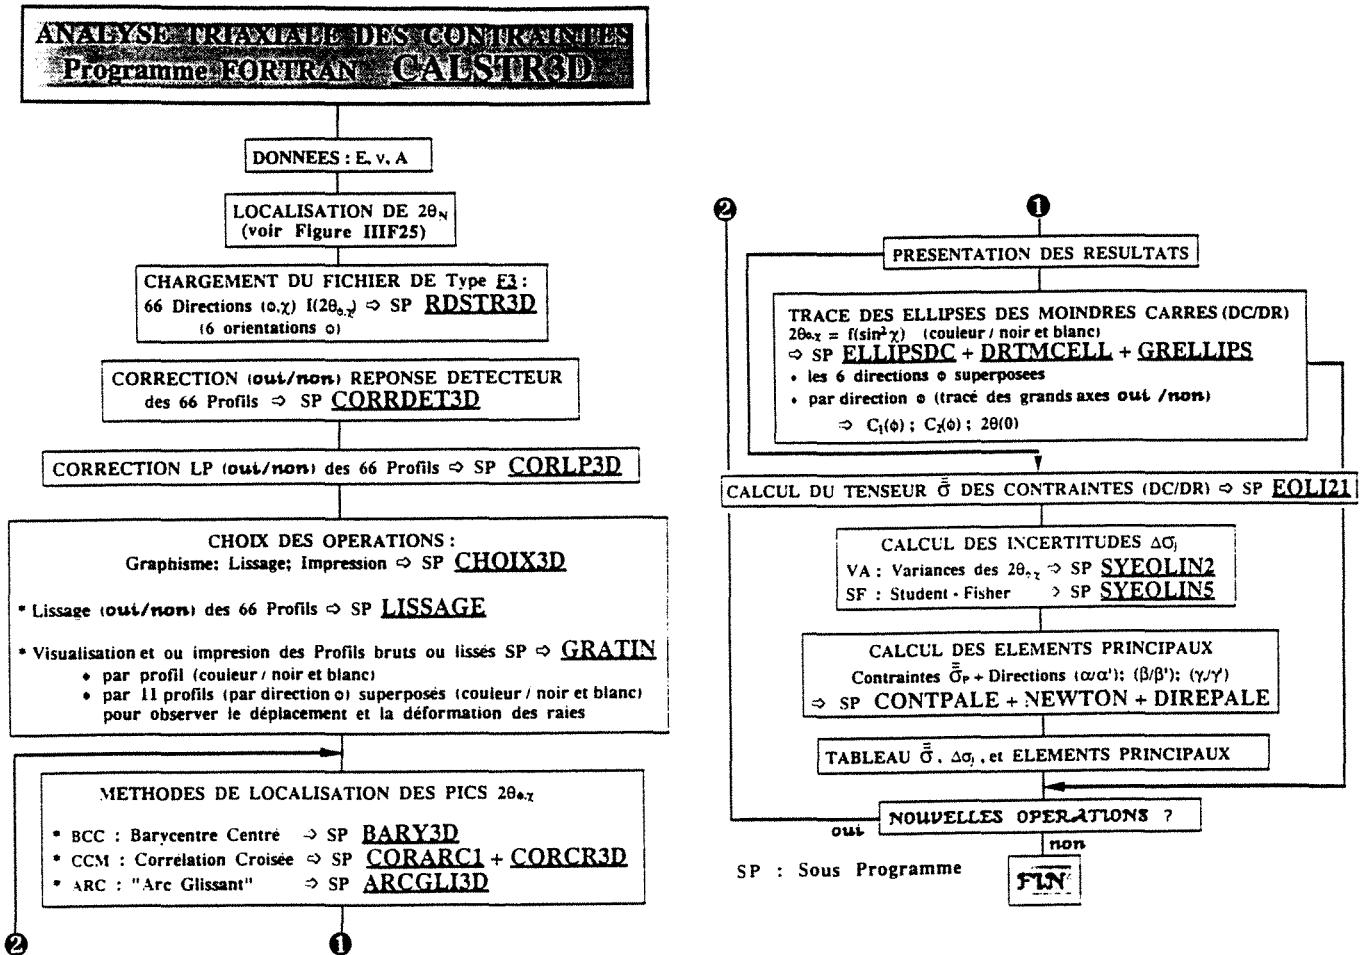 ANALYSE TRIAXIALE DES CONTRAINTES
Programme FORTRAN CALSTR3D
DONNEES : E, ν, A
LOCALISATION DE 2θN
(voir Figure IIIF25)
CHARGEMENT DU FICHIER DE Type F3 :
66 Directions (φ,χ) I(2θφ,χ) ⇨ SP RDSTR3D
(6 orientations φ)
CORRECTION (oui/non) REPONSE DETECTEUR
des 66 Profils ⇨ SP CORRDET3D
CORRECTION LP (oui/non) des 66 Profils ⇨ SP CORLP3D
CHOIX DES OPERATIONS :
Graphisme; Lissage; Impression ⇨ SP CHOIX3D
* Lissage (oui/non) des 66 Profils ⇨ SP LISSAGE
* Visualisation et ou impresion des Profils bruts ou lissés SP ⇨ GRATIN
♦ par profil (couleur / noir et blanc)
♦ par 11 profils (par direction φ) superposés (couleur / noir et blanc)
pour observer le déplacement et la déformation des raies
METHODES DE LOCALISATION DES PICS 2θφ,χ
* BCC : Barycentre Centré ⇨ SP BARY3D
* CCM : Corrélation Croisée ⇨ SP CORARC1 + CORCR3D
* ARC : "Arc Glissant" ⇨ SP ARCGLI3D
❷ ❶
❷ ❶
PRESENTATION DES RESULTATS
TRACE DES ELLIPSES DES MOINDRES CARRES (DC/DR)
2θφ,χ = f(sin²χ) (couleur / noir et blanc)
⇨ SP ELLIPSDC + DRTMCELL + GRELLIPS
♦ les 6 directions φ superposees
♦ par direction φ (tracé des grands axes oui /non)
⇨ C₁(φ) ; C₂(φ) ; 2θ(0)
CALCUL DU TENSEUR σ̿ DES CONTRAINTES (DC/DR) ⇨ SP EOLI21
CALCUL DES INCERTITUDES Δσj
VA : Variances des 2θφ,χ ⇨ SP SYEOLIN2
SF : Student - Fisher ⇨ SP SYEOLIN5
CALCUL DES ELEMENTS PRINCIPAUX
Contraintes σ̿P + Directions (α/α'); (β/β'); (γ/γ')
⇨ SP CONTPALE + NEWTON + DIREPALE
TABLEAU σ̿, Δσj, et ELEMENTS PRINCIPAUX
NOUVELLES OPERATIONS ?
oui
non
SP : Sous Programme
FIN